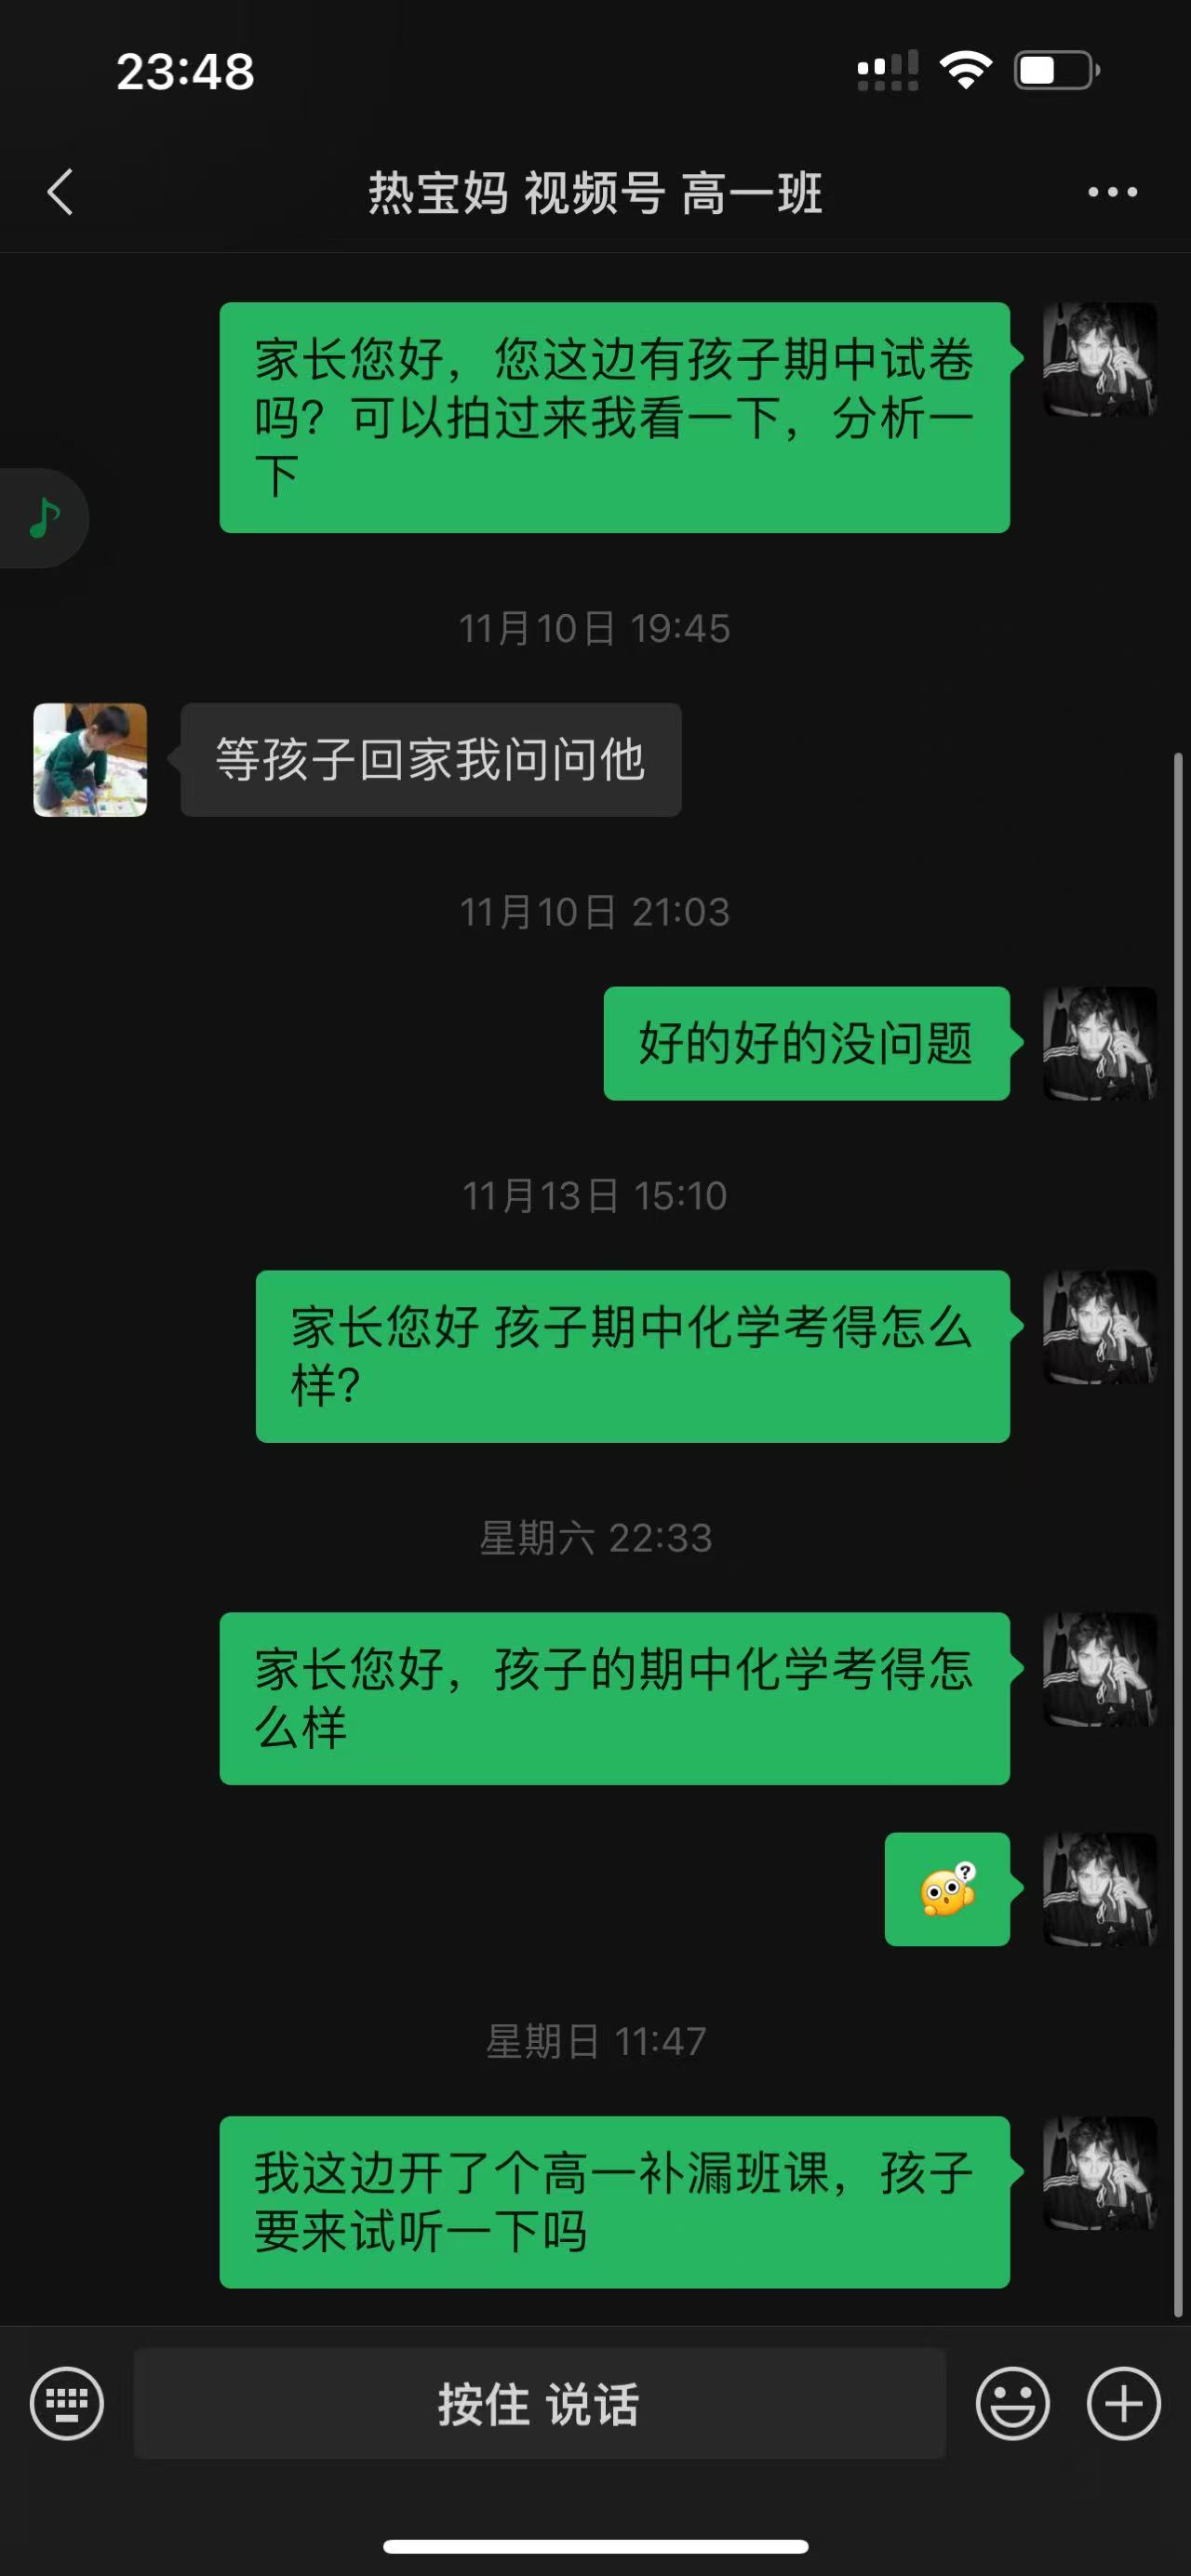 23:48
热宝妈 视频号 高一班
家长您好，您这边有孩子期中试卷
吗？可以拍过来我看一下，分析一
下
11月10日 19:45
等孩子回家我问问他
11月10日 21:03
好的好的没问题
11月13日 15:10
家长您好 孩子期中化学考得怎么
样？
星期六 22:33
家长您好，孩子的期中化学考得怎
么样
星期日 11:47
我这边开了个高一补漏班课，孩子
要来试听一下吗
按住 说话